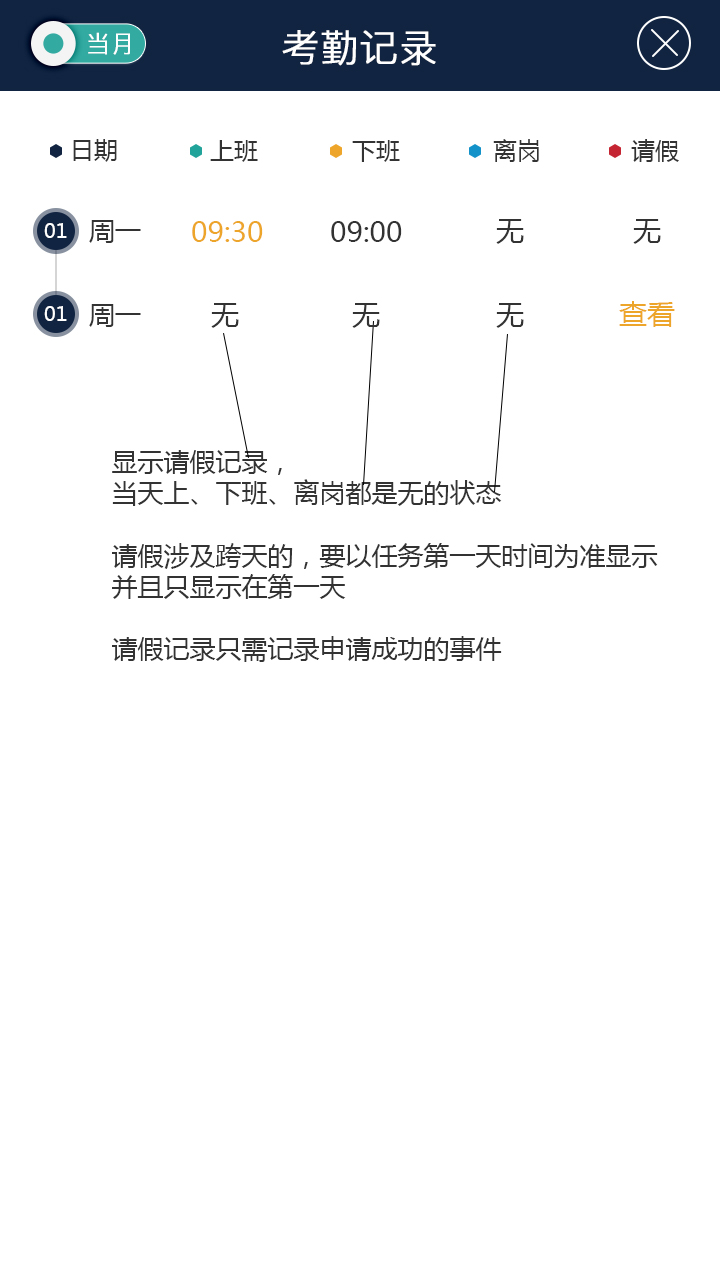 当月
考勤记录
日期 上班 下班 离岗 请假
01 周一 09:30 09:00 无 无
01 周一 无 无 无 查看
显示请假记录，
当天上、下班、离岗都是无的状态
请假涉及跨天的，要以任务第一天时间为准显示
并且只显示在第一天
请假记录只需记录申请成功的事件